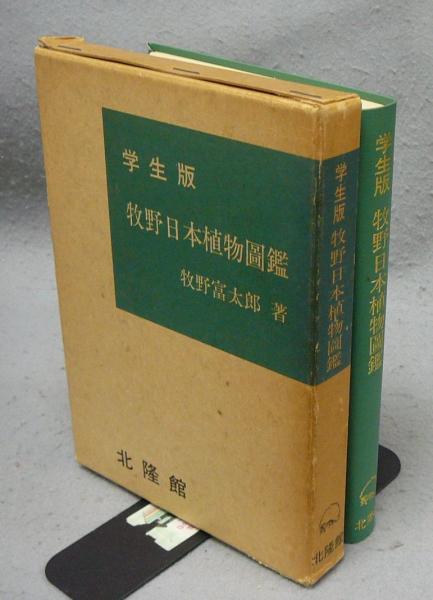 学生版
牧野日本植物圖鑑
牧野富太郎 著
北隆館
学生版 牧野日本植物圖鑑
北隆館
学生版 牧野日本植物圖鑑
北隆